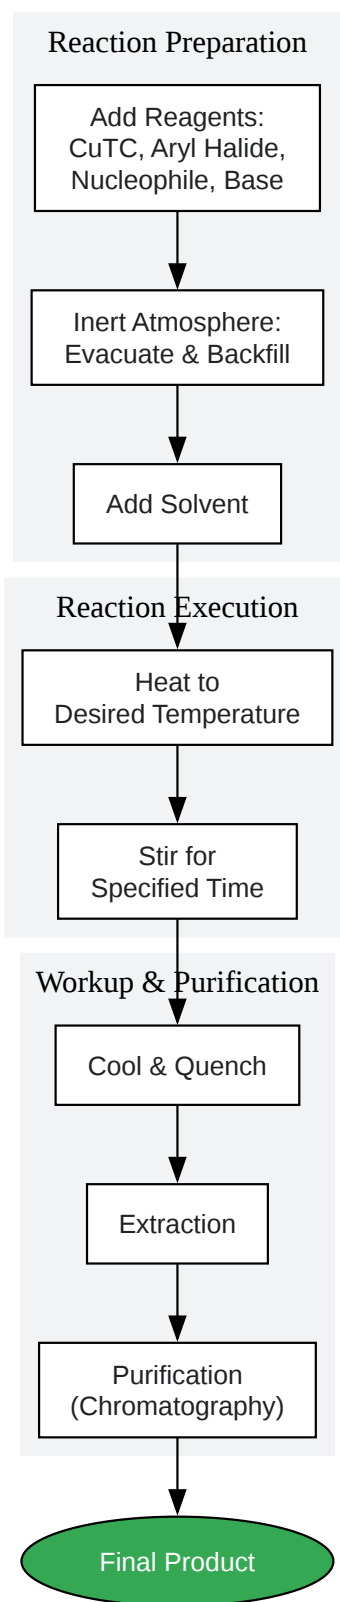 Reaction Preparation
Add Reagents:
CuTC, Aryl Halide,
Nucleophile, Base
Inert Atmosphere:
Evacuate & Backfill
Add Solvent
Reaction Execution
Heat to
Desired Temperature
Stir for
Specified Time
Workup & Purification
Cool & Quench
Extraction
Purification
(Chromatography)
Final Product